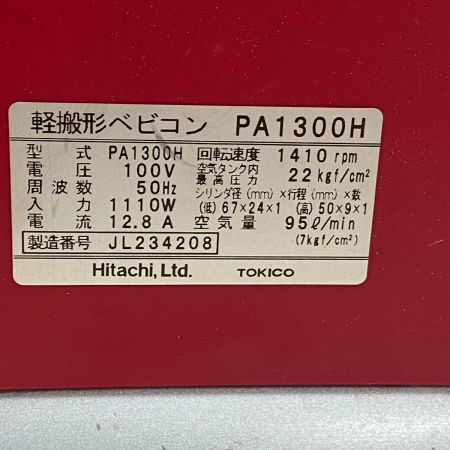 軽搬形ベビコン PA1300H
型式 PA1300H 回転速度 1410 rpm
電圧 100V 空気タンク内最高圧力 22 kgf/cm²
周波数 50Hz シリンダ径(mm)×行程(mm)×数
入力 1110W (低)67×24×1 (高)50×9×1
電流 12.8 A 空気量 95ℓ/min
製造番号 JL234208 (7kgf/cm²)
Hitachi, Ltd. TOKICO